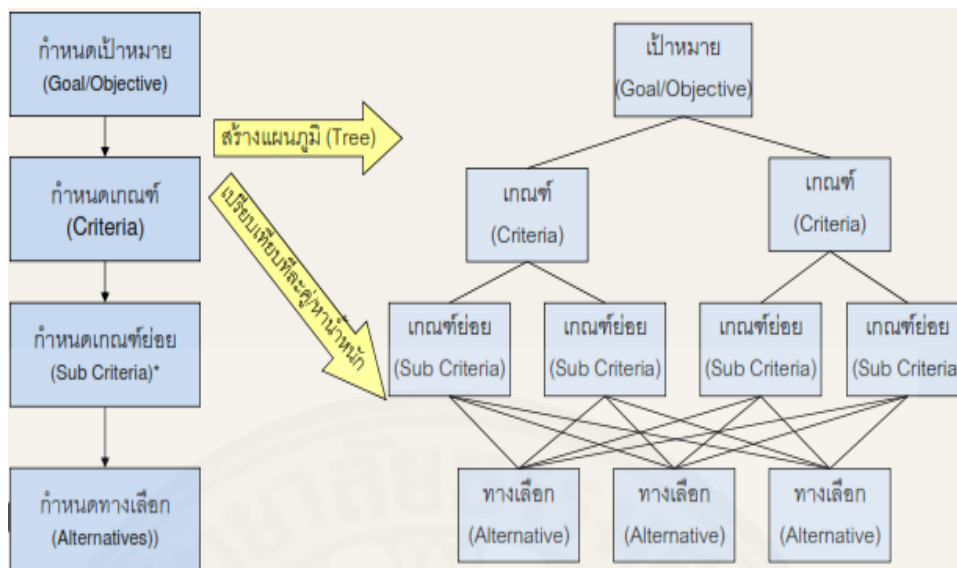 กำหนดเป้าหมาย
(Goal/Objective)
กำหนดเกณฑ์
(Criteria)
กำหนดเกณฑ์ย่อย
(Sub Criteria)*
กำหนดทางเลือก
(Alternatives))
สร้างแผนภูมิ (Tree)
เปรียบเทียบทีละคู่/หาน้ำหนัก
เป้าหมาย
(Goal/Objective)
เกณฑ์
(Criteria)
เกณฑ์
(Criteria)
เกณฑ์ย่อย
(Sub Criteria)
เกณฑ์ย่อย
(Sub Criteria)
เกณฑ์ย่อย
(Sub Criteria)
เกณฑ์ย่อย
(Sub Criteria
ทางเลือก
(Alternative)
ทางเลือก
(Alternative)
ทางเลือก
(Alternative)